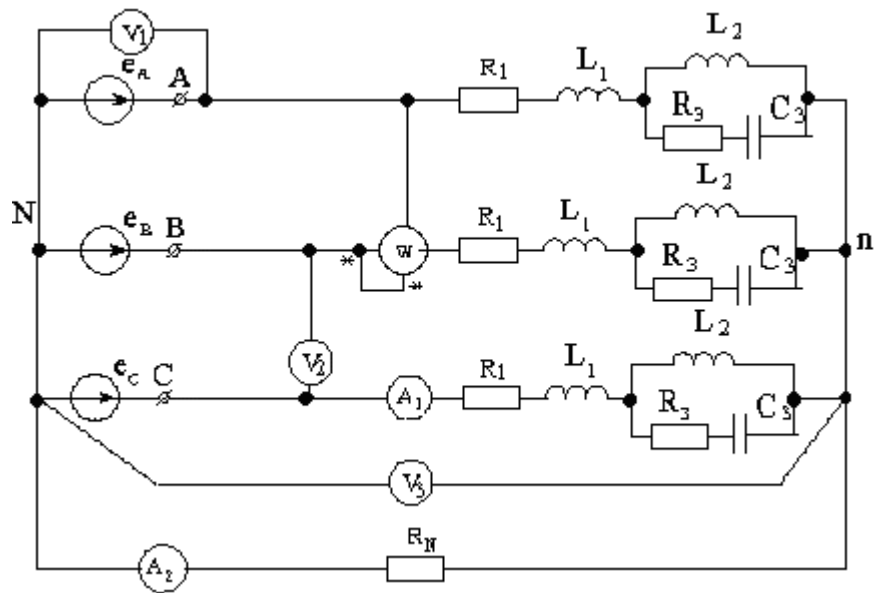 V1
eA A
R1 L1 L2
R3 C3
N
eB B
* W *
R1 L1 L2
R3 C3
n
V2
eC C
A1 R1 L1 L2
R3 C3
V3
A2 RN